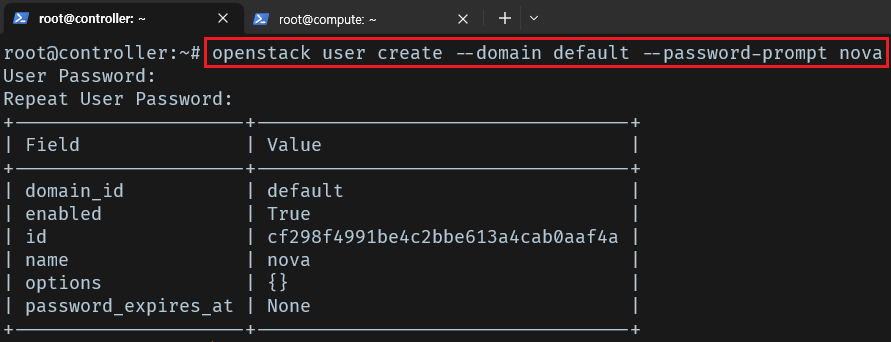 root@controller: ~
root@compute: ~
root@controller:~# openstack user create --domain default --password-prompt nova
User Password:
Repeat User Password:
+---------------------+----------------------------------+
| Field               | Value                            |
+---------------------+----------------------------------+
| domain_id           | default                          |
| enabled             | True                             |
| id                  | cf298f4991be4c2bbe613a4cab0aaf4a |
| name                | nova                             |
| options             | {}                               |
| password_expires_at | None                             |
+---------------------+----------------------------------+